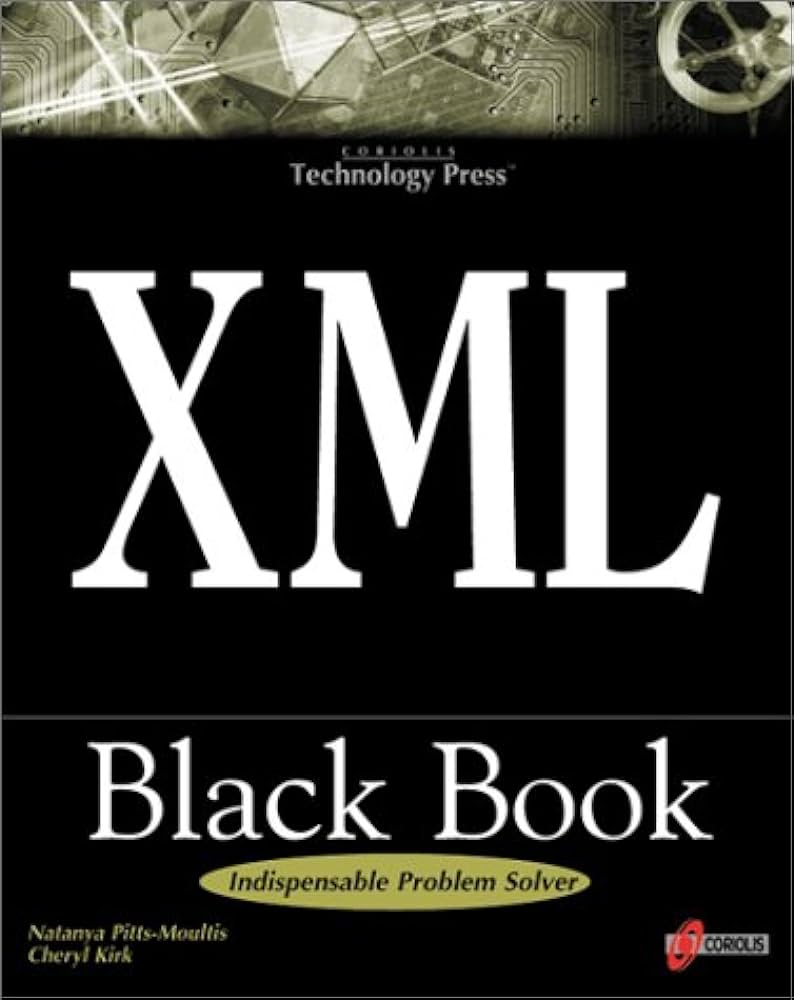 CORIOLIS
Technology Press™
XML
Black Book
Indispensable Problem Solver
Natanya Pitts-Moultis
Cheryl Kirk
CORIOLIS